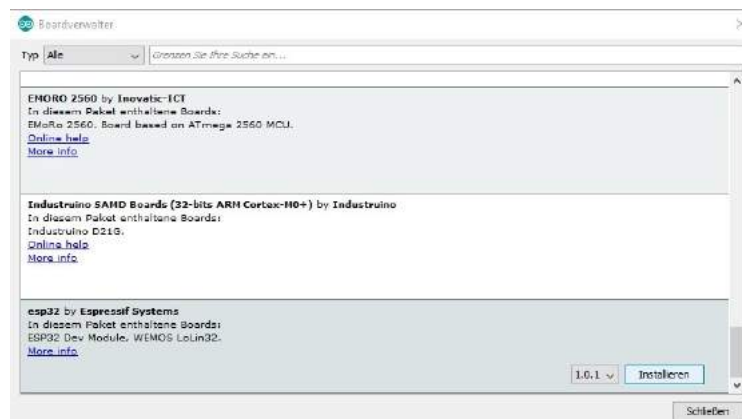 Boardverwalter
Typ Alle Grenzen Sie Ihre Suche ein...
EMORO 2560 by Inovatic-ICT
In diesem Paket enthaltene Boards:
EMoRo 2560. Board based on ATmega 2560 MCU.
Online help
More info
Industruino SAMD Boards (32-bits ARM Cortex-M0+) by Industruino
In diesem Paket enthaltene Boards:
Industruino D21G.
Online help
More info
esp32 by Espressif Systems
In diesem Paket enthaltene Boards:
ESP32 Dev Module, WEMOS LoLin32.
More info
1.0.1 Installieren
Schließen